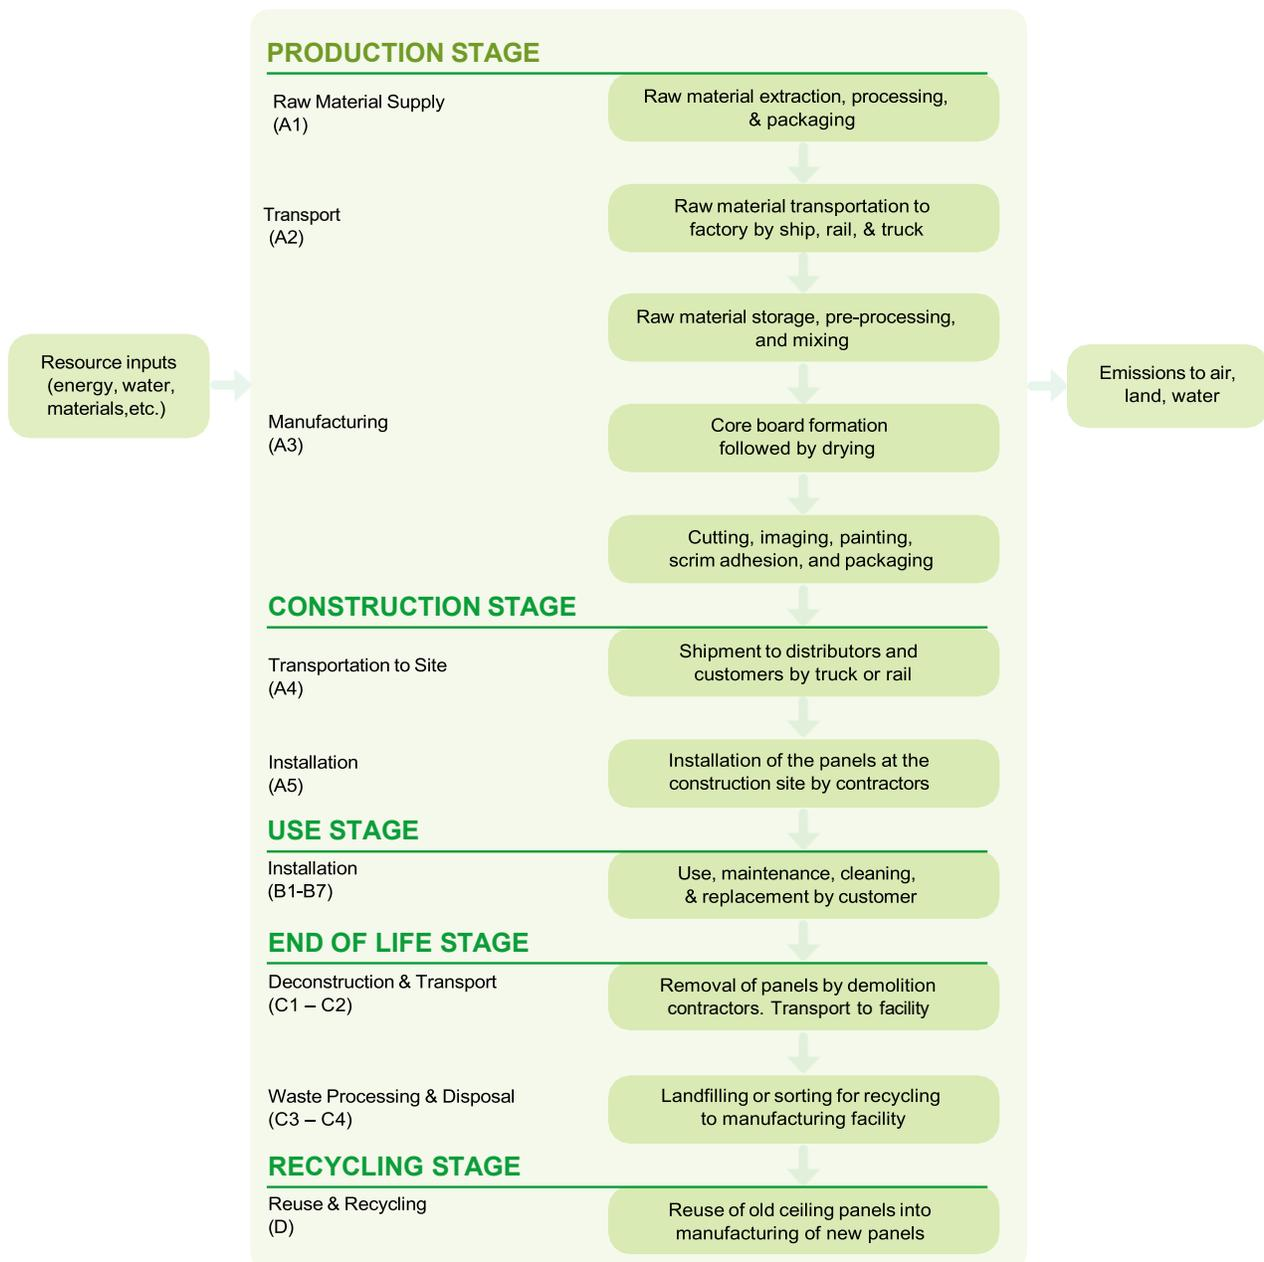 PRODUCTION STAGE
Raw Material Supply
(A1)
Raw material extraction, processing,
& packaging
Transport
(A2)
Raw material transportation to
factory by ship, rail, & truck
Raw material storage, pre-processing,
and mixing
Resource inputs
(energy, water,
materials,etc.)
Manufacturing
(A3)
Core board formation
followed by drying
Emissions to air,
land, water
Cutting, imaging, painting,
scrim adhesion, and packaging
CONSTRUCTION STAGE
Transportation to Site
(A4)
Shipment to distributors and
customers by truck or rail
Installation
(A5)
Installation of the panels at the
construction site by contractors
USE STAGE
Installation
(B1-B7)
Use, maintenance, cleaning,
& replacement by customer
END OF LIFE STAGE
Deconstruction & Transport
(C1 – C2)
Removal of panels by demolition
contractors. Transport to facility
Waste Processing & Disposal
(C3 – C4)
Landfilling or sorting for recycling
to manufacturing facility
RECYCLING STAGE
Reuse & Recycling
(D)
Reuse of old ceiling panels into
manufacturing of new panels